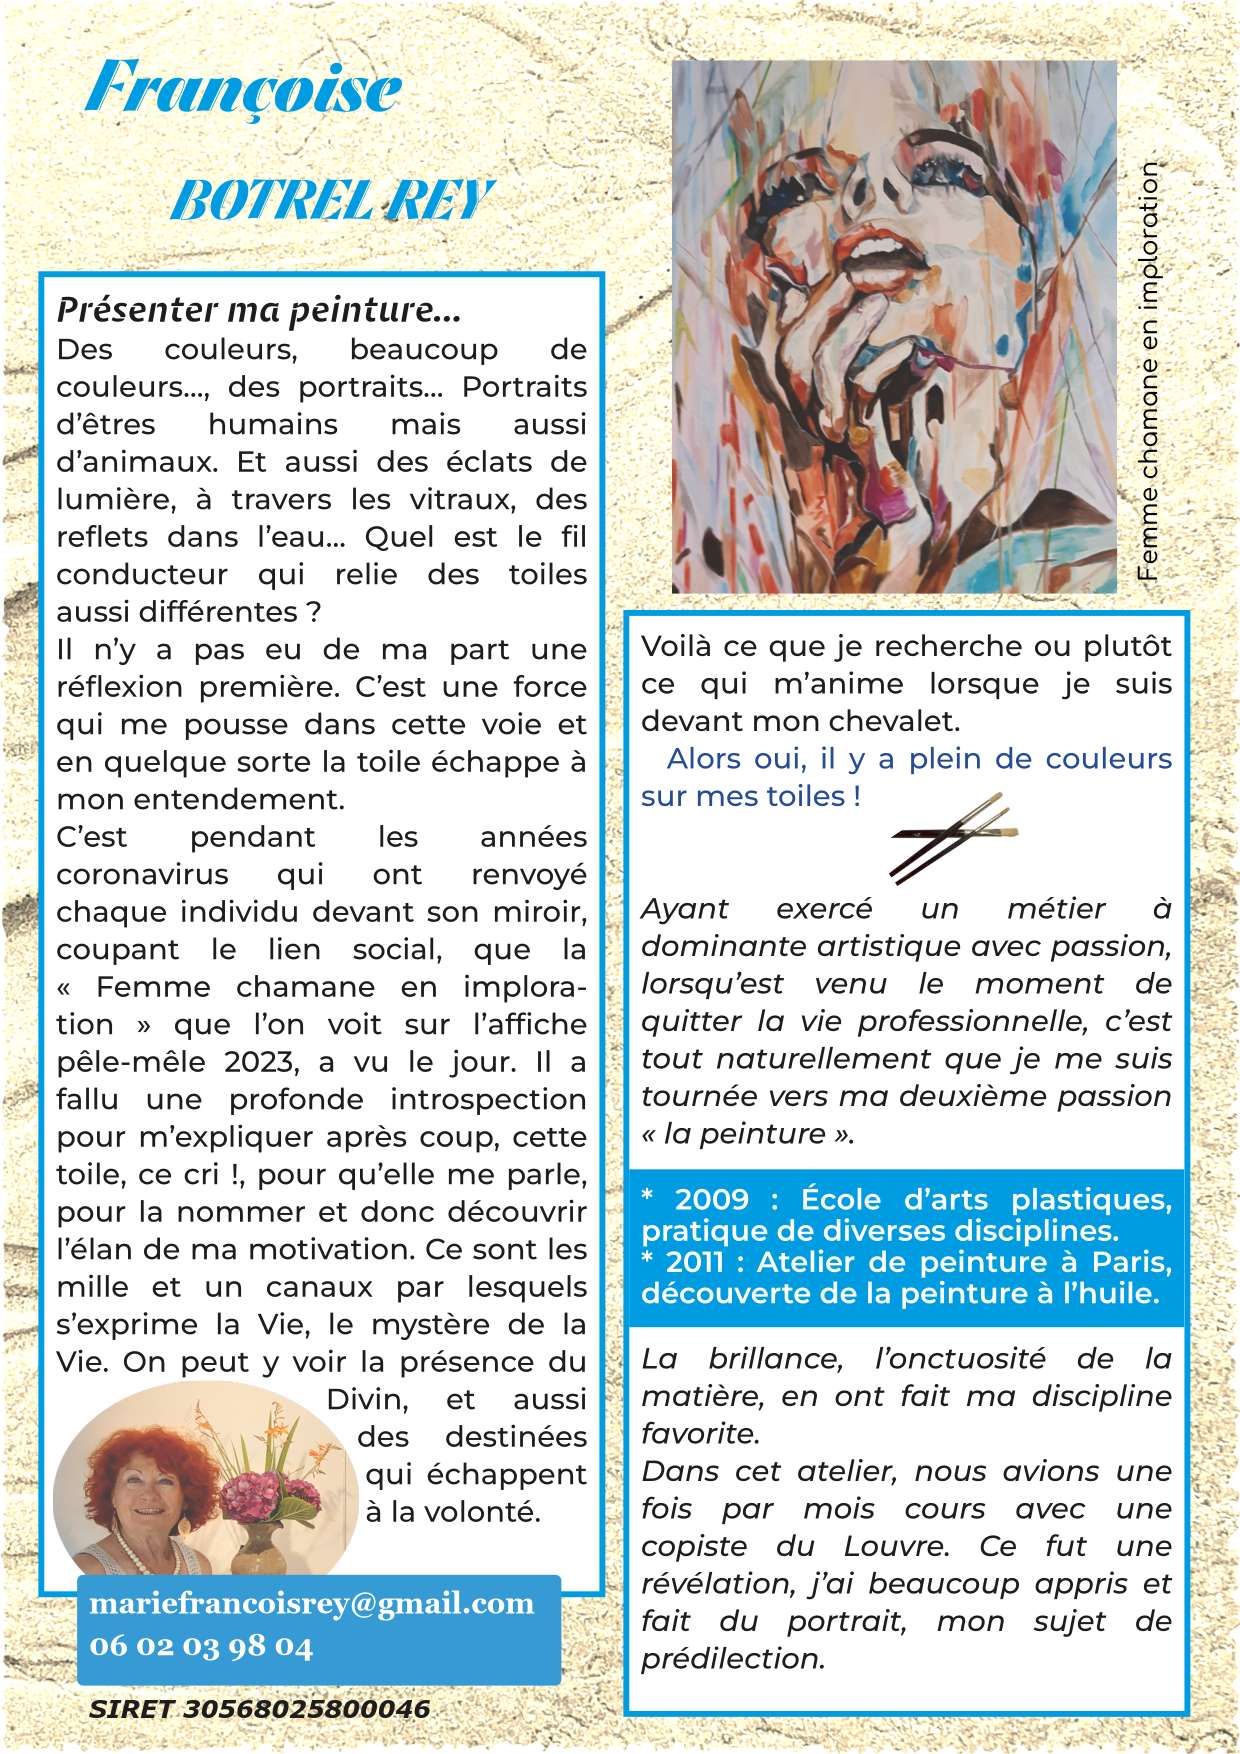 Françoise
BOTREL REY
Présenter ma peinture...
Des couleurs, beaucoup de
couleurs..., des portraits... Portraits
d’êtres humains mais aussi
d’animaux. Et aussi des éclats de
lumière, à travers les vitraux, des
reflets dans l’eau... Quel est le fil
conducteur qui relie des toiles
aussi différentes ?
Il n’y a pas eu de ma part une
réflexion première. C’est une force
qui me pousse dans cette voie et
en quelque sorte la toile échappe à
mon entendement.
C’est pendant les années
coronavirus qui ont renvoyé
chaque individu devant son miroir,
coupant le lien social, que la
« Femme chamane en implora-
tion » que l’on voit sur l’affiche
pêle-mêle 2023, a vu le jour. Il a
fallu une profonde introspection
pour m’expliquer après coup, cette
toile, ce cri !, pour qu’elle me parle,
pour la nommer et donc découvrir
l’élan de ma motivation. Ce sont les
mille et un canaux par lesquels
s’exprime la Vie, le mystère de la
Vie. On peut y voir la présence du
Divin, et aussi
des destinées
qui échappent
à la volonté.
mariefrancoisrey@gmail.com
06 02 03 98 04
SIRET 30568025800046
Femme chamane en imploration
Voilà ce que je recherche ou plutôt
ce qui m’anime lorsque je suis
devant mon chevalet.
Alors oui, il y a plein de couleurs
sur mes toiles !
Ayant exercé un métier à
dominante artistique avec passion,
lorsqu’est venu le moment de
quitter la vie professionnelle, c’est
tout naturellement que je me suis
tournée vers ma deuxième passion
« la peinture ».
* 2009 : École d’arts plastiques,
pratique de diverses disciplines.
* 2011 : Atelier de peinture à Paris,
découverte de la peinture à l’huile.
La brillance, l’onctuosité de la
matière, en ont fait ma discipline
favorite.
Dans cet atelier, nous avions une
fois par mois cours avec une
copiste du Louvre. Ce fut une
révélation, j’ai beaucoup appris et
fait du portrait, mon sujet de
prédilection.